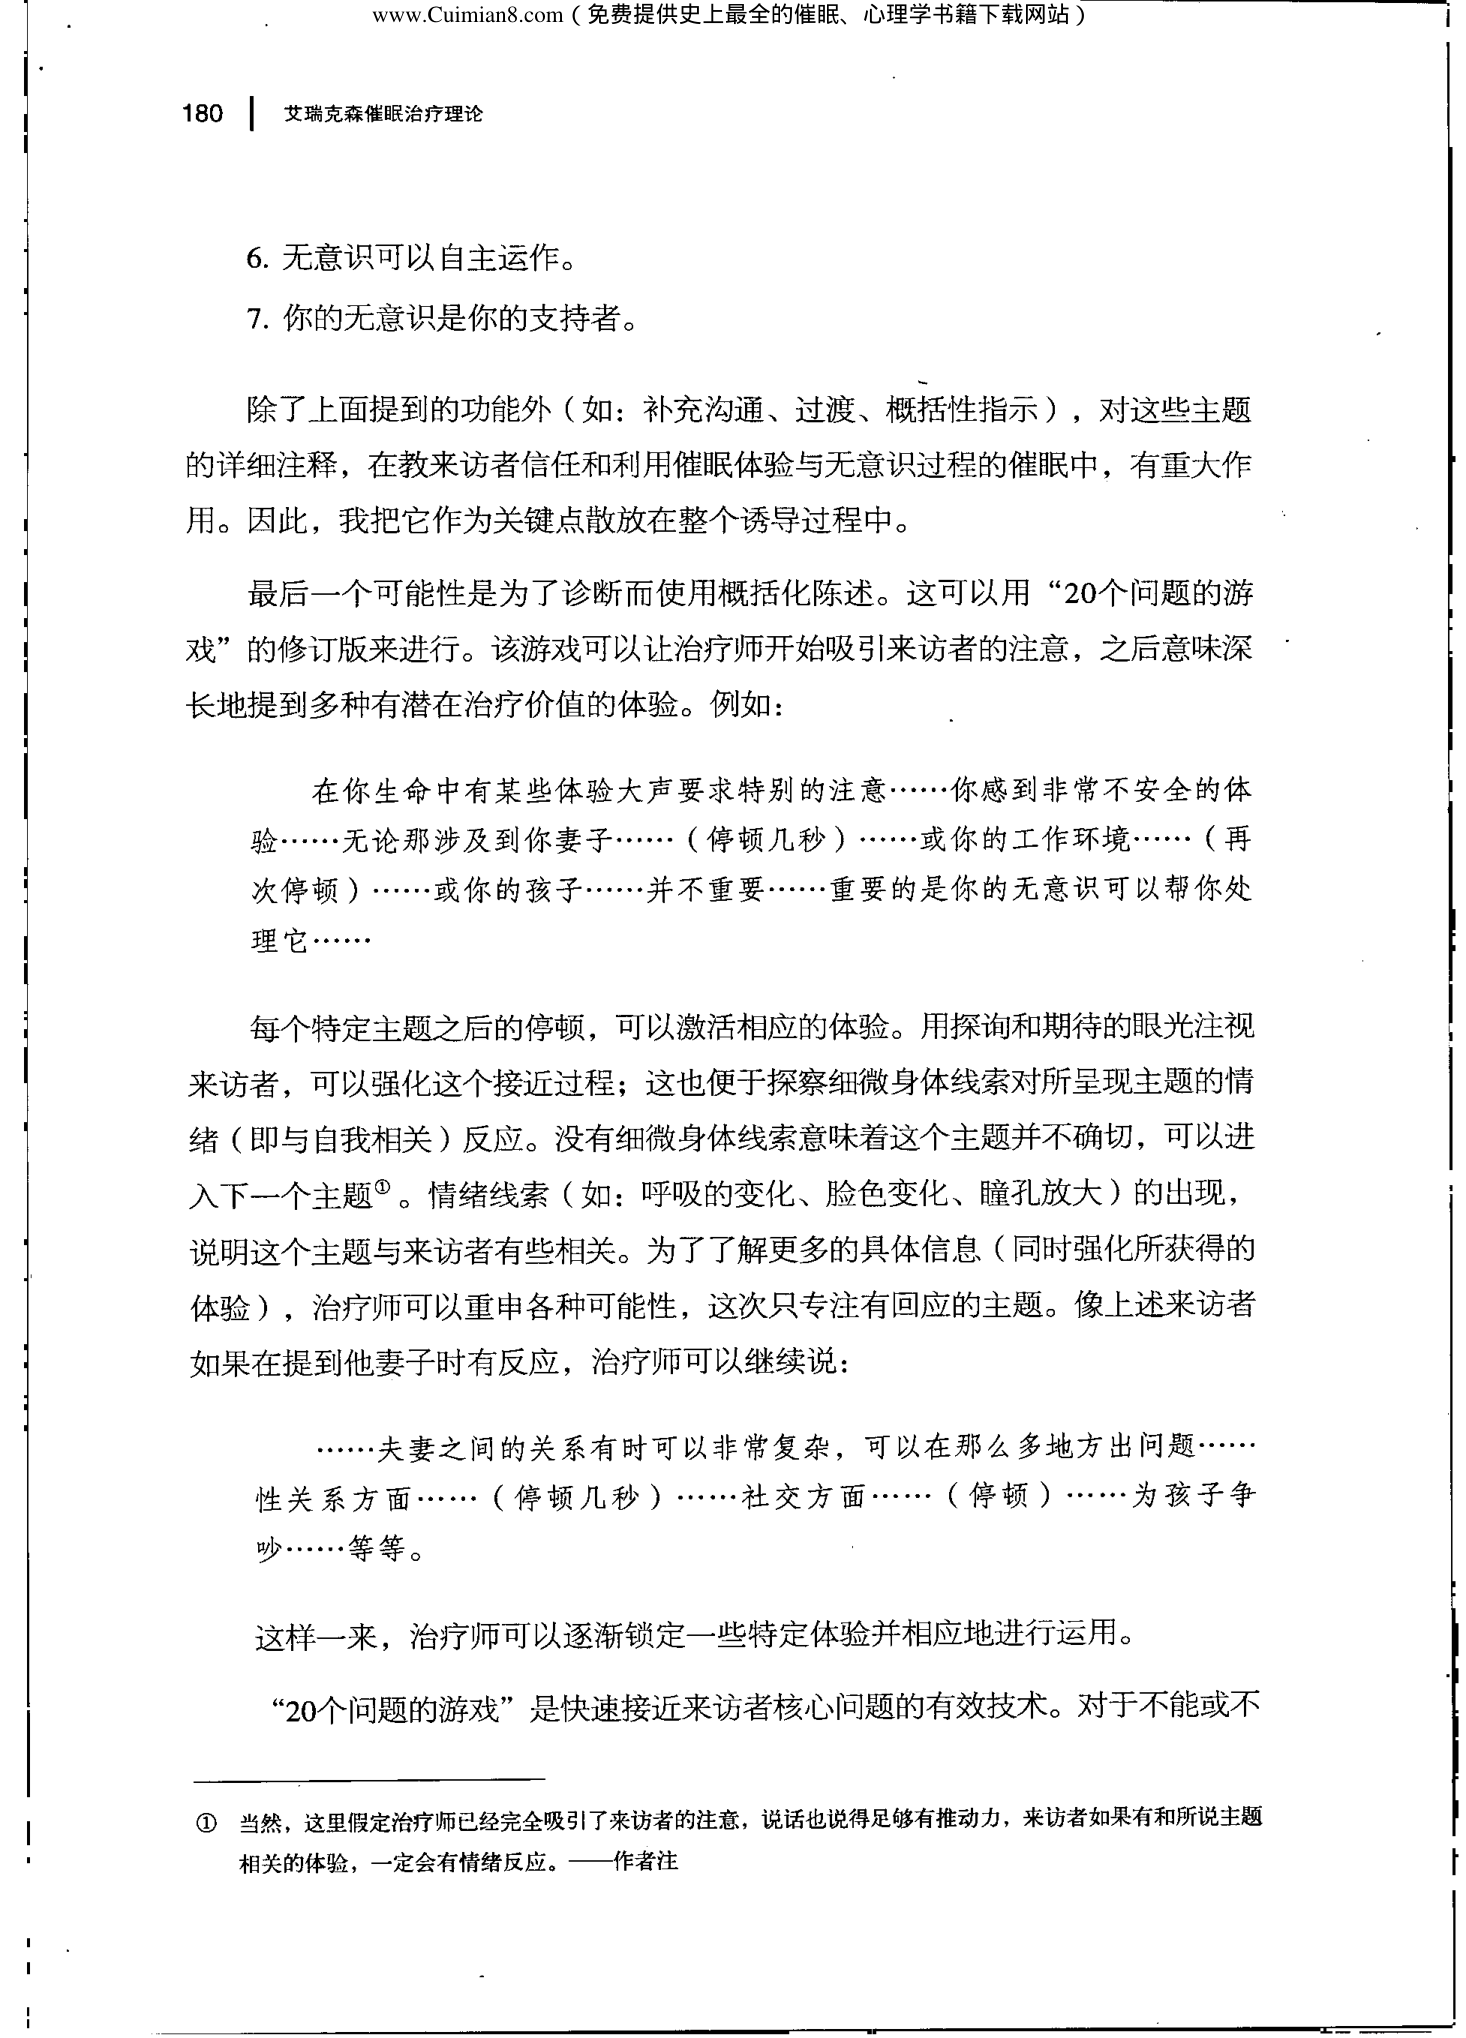 www.Cuimian8.com（免费提供史上最全的催眠、心理学书籍下载网站）
180 | 艾瑞克森催眠治疗理论
6. 无意识可以自主运作。
7. 你的无意识是你的支持者。
除了上面提到的功能外（如：补充沟通、过渡、概括性指示），对这些主题
的详细注释，在教来访者信任和利用催眠体验与无意识过程的催眠中，有重大作
用。因此，我把它作为关键点散放在整个诱导过程中。
最后一个可能性是为了诊断而使用概括化陈述。这可以用“20个问题的游
戏”的修订版来进行。该游戏可以让治疗师开始吸引来访者的注意，之后意味深
长地提到多种有潜在治疗价值的体验。例如：
在你生命中有某些体验大声要求特别的注意……你感到非常不安全的体
验……无论那涉及到你妻子……（停顿几秒）……或你的工作环境……（再
次停顿）……或你的孩子……并不重要……重要的是你的无意识可以帮你处
理它……
每个特定主题之后的停顿，可以激活相应的体验。用探询和期待的眼光注视
来访者，可以强化这个接近过程；这也便于探察细微身体线索对所呈现主题的情
绪（即与自我相关）反应。没有细微身体线索意味着这个主题并不确切，可以进
入下一个主题①。情绪线索（如：呼吸的变化、脸色变化、瞳孔放大）的出现，
说明这个主题与来访者有些相关。为了了解更多的具体信息（同时强化所获得的
体验），治疗师可以重申各种可能性，这次只专注有回应的主题。像上述来访者
如果在提到他妻子时有反应，治疗师可以继续说：
……夫妻之间的关系有时可以非常复杂，可以在那么多地方出问题……
性关系方面……（停顿几秒）……社交方面……（停顿）……为孩子争
吵……等等。
这样一来，治疗师可以逐渐锁定一些特定体验并相应地进行运用。
“20个问题的游戏”是快速接近来访者核心问题的有效技术。对于不能或不
① 当然，这里假定治疗师已经完全吸引了来访者的注意，说话也说得足够有推动力，来访者如果有和所说主题
相关的体验，一定会有情绪反应。——作者注